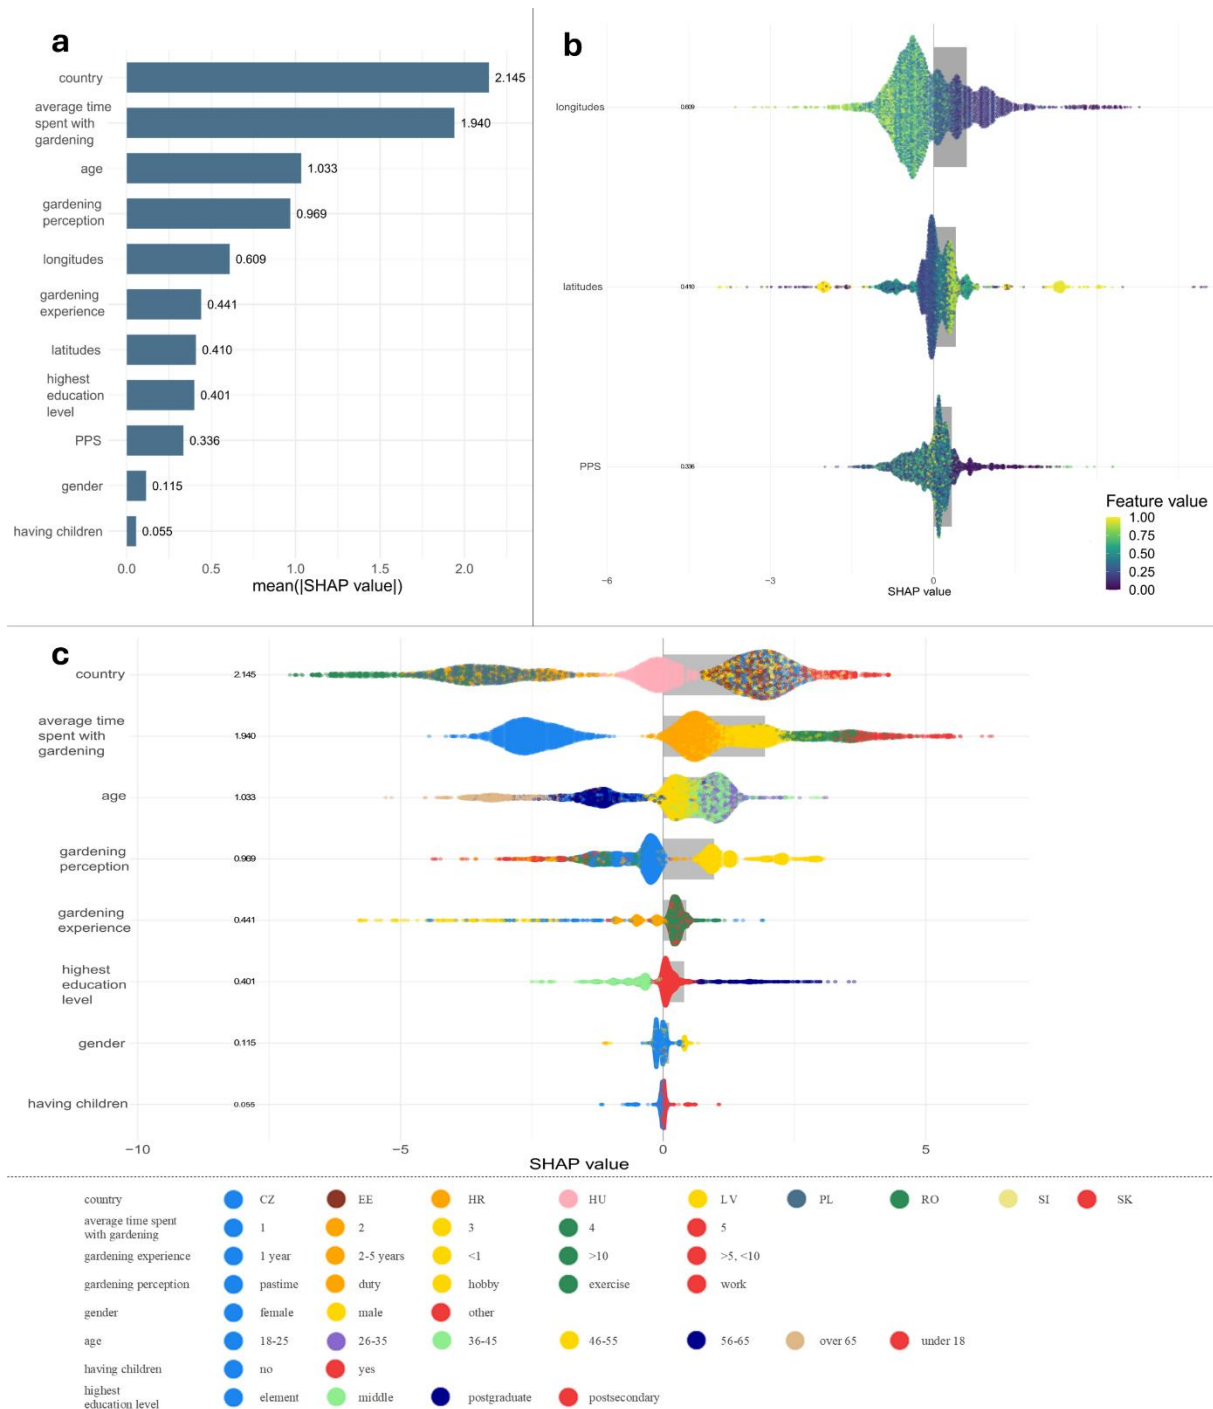 a
country
2.145
average time
spent with
gardening
1.940
age
1.033
gardening
perception
0.969
longitudes
0.609
gardening
experience
0.441
latitudes
0.410
highest
education
level
0.401
PPS
0.336
gender
0.115
having children
0.055
0.0 0.5 1.0 1.5 2.0
mean(|SHAP value|)
b
longitudes
0.609
latitudes
0.410
PPS
0.336
Feature value
1.00
0.75
0.50
0.25
0.00
−6 −3 0
SHAP value
c
country
2.145
average time
spent with
gardening
1.940
age
1.033
gardening
perception
0.969
gardening
experience
0.441
highest
education
level
0.401
gender
0.115
having children
0.055
−10 −5 0 5
SHAP value
country CZ EE HR HU LV PL RO SI SK
average time spent
with gardening 1 2 3 4 5
gardening experience 1 year 2-5 years <1 >10 >5, <10
gardening perception pastime duty hobby exercise work
gender female male other
age 18-25 26-35 36-45 46-55 56-65 over 65 under 18
having children no yes
highest
education level element middle postgraduate postsecondary